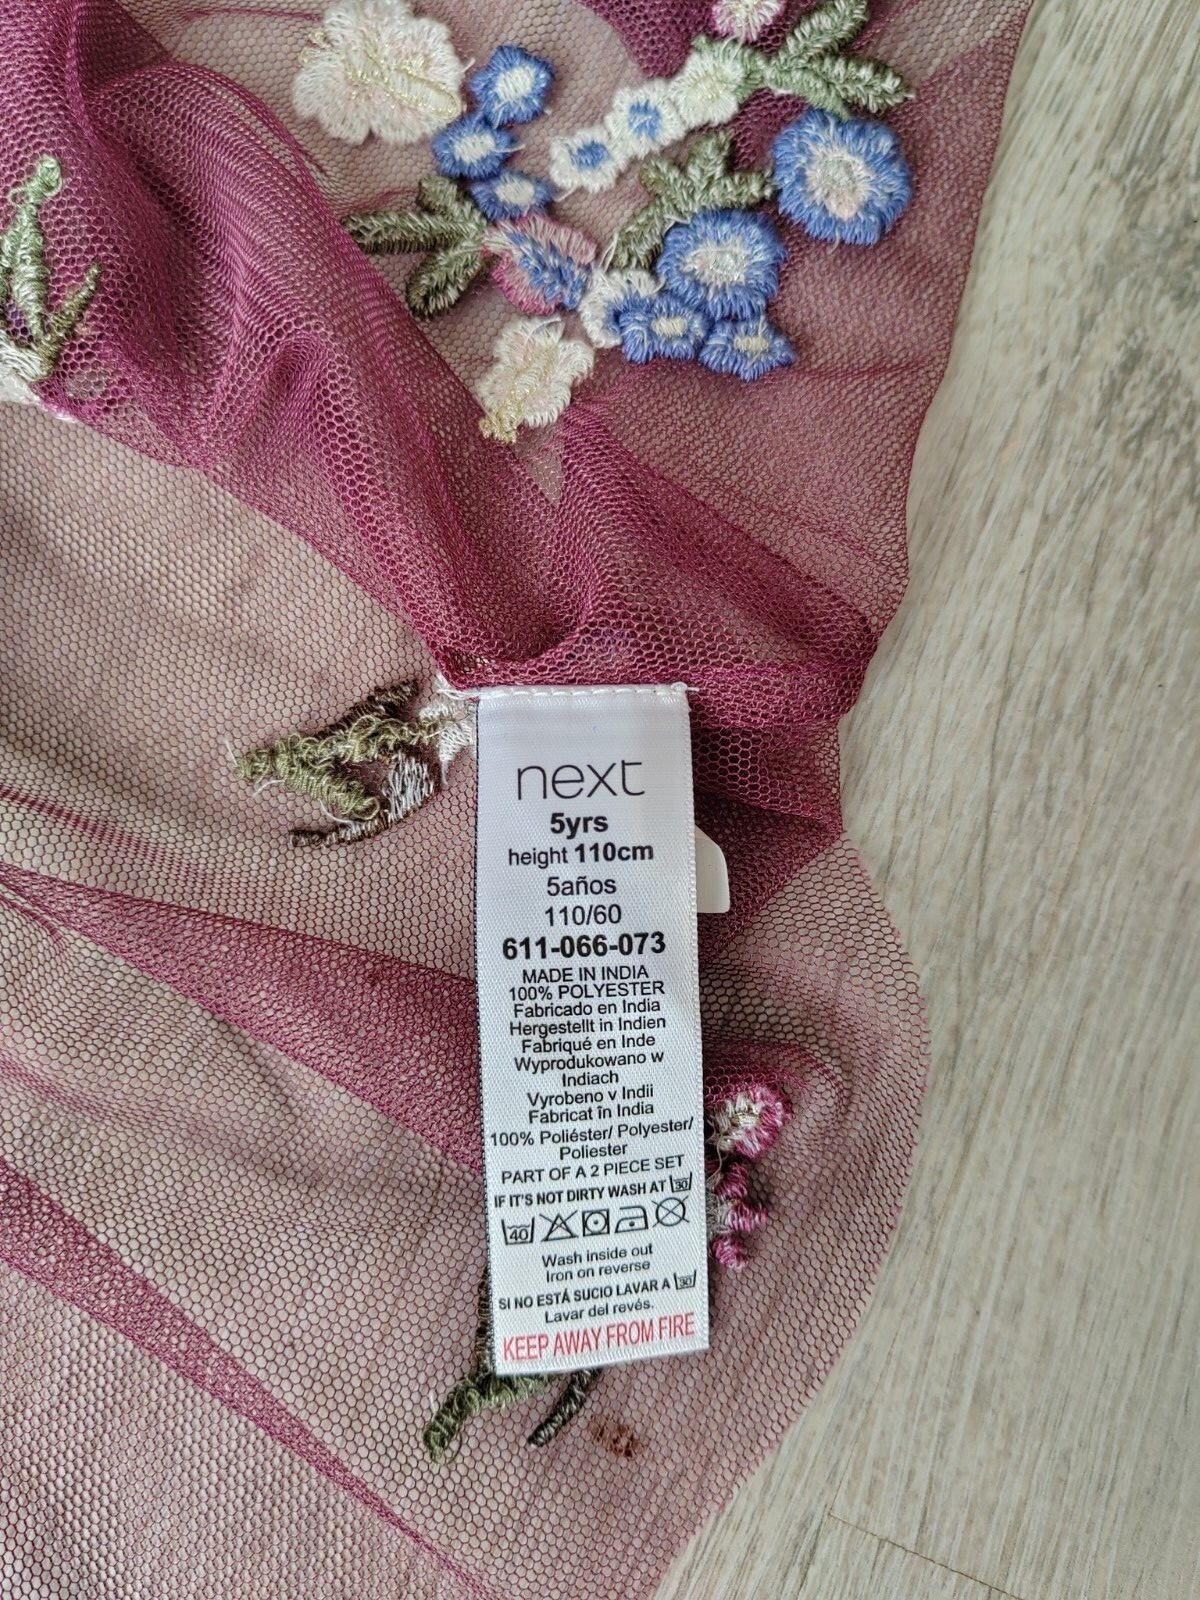 next
5yrs
height 110cm
5años
110/60
611-066-073
MADE IN INDIA
100% POLYESTER
Fabricado en India
Hergestellt in Indien
Fabriqué en Inde
Wyprodukowano w
Indiach
Vyrobeno v Indii
Fabricat în India
100% Poliéster/ Polyester/
Poliester
PART OF A 2 PIECE SET
IF IT'S NOT DIRTY WASH AT 30
40
Wash inside out
Iron on reverse
SI NO ESTÁ SUCIO LAVAR A 30
Lavar del revés.
KEEP AWAY FROM FIRE